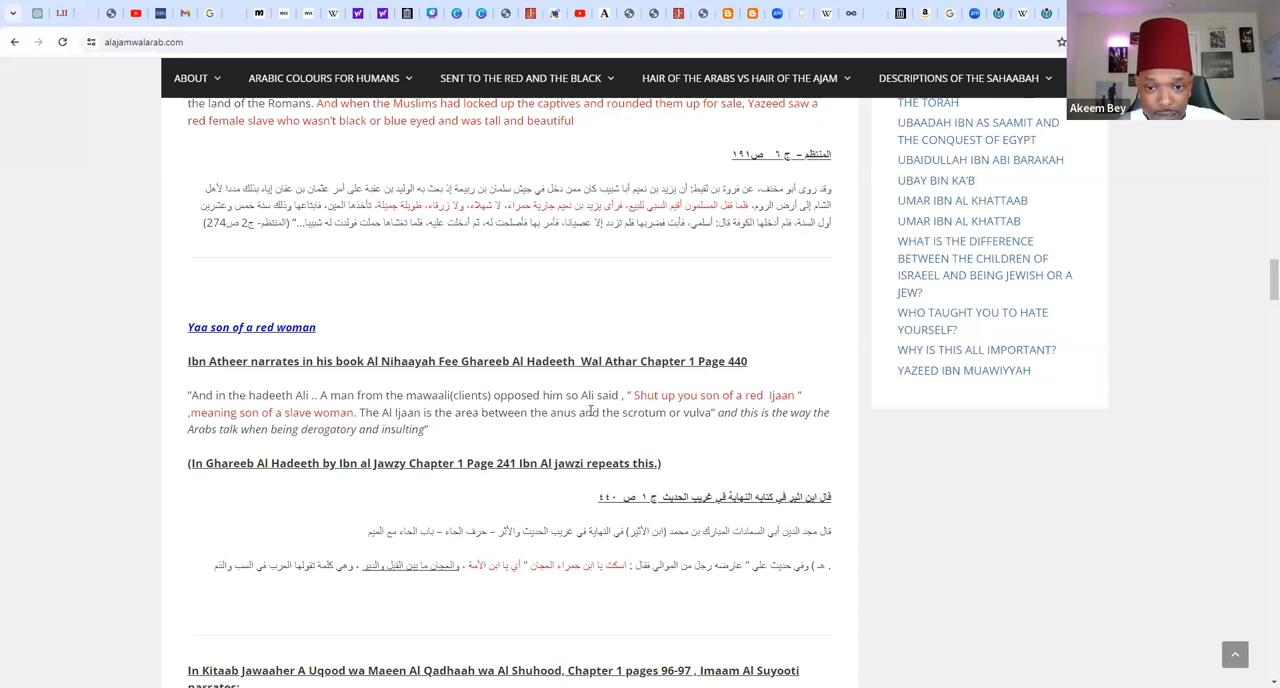 alajamwalarab.com
ABOUT ARABIC COLOURS FOR HUMANS SENT TO THE RED AND THE BLACK HAIR OF THE ARABS VS HAIR OF THE AJAM DESCRIPTIONS OF THE SAHAABAH
Akeem Bey
the land of the Romans. And when the Muslims had locked up the captives and rounded them up for sale, Yazeed saw a
red female slave who wasn't black or blue eyed and was tall and beautiful
المنتظم – ج ٦ ص١٩١
وقد روى أبو مخنف، عن فروة بن لقيط: أن يزيد بن نعيم أبا شبيب كان ممن دخل في جيش سلمان بن ربيعة إذ بعث به الوليد بن عقبة على أمر عثمان بن عفان إياه بذلك مددا لأهل
الشام إلى أرض الروم، فلما قفل المسلمون أقيم السبي للبيع، فرأى يزيد بن نعيم جارية حمراء، لا شهلاء، ولا زرقاء، طويلة جميلة، تأخذها العين، فابتاعها وذلك سنة خمس وعشرين
أول السنة، فلم أدخلها الكوفة قال: أسلمي، فأبت فضربها فلم تزدد إلا عصيانا، فأمر بها فأصلحت له، ثم أدخلت عليه، فلما تغشاها حملت فولدت له شبيبا..." (المنتظم- ج2 ص274)
Yaa son of a red woman
Ibn Atheer narrates in his book Al Nihaayah Fee Ghareeb Al Hadeeth Wal Athar Chapter 1 Page 440
"And in the hadeeth Ali .. A man from the mawaali(clients) opposed him so Ali said , " Shut up you son of a red Ijaan "
,meaning son of a slave woman. The Al Ijaan is the area between the anus and the scrotum or vulva" and this is the way the
Arabs talk when being derogatory and insulting"
(In Ghareeb Al Hadeeth by Ibn al Jawzy Chapter 1 Page 241 Ibn Al jawzi repeats this.)
قال ابن اثير في كتابه النهاية في غريب الحديث ج ١ ص ٤٤٠
قال مجد الدين أبي السعادات المبارك بن محمد (ابن الأثير) في النهاية في غريب الحديث والأثر – حرف الحاء – باب الحاء مع الميم
. هـ ) وفي حديث علي " عارضه رجل من الموالي فقال : اسكت يا ابن حمراء العجان " أي يا ابن الأمة ، والعجان ما بين القبل والدبر ، وهي كلمة تقولها العرب في السب والذم
In Kitaab Jawaaher A Uqood wa Maeen Al Qadhaah wa Al Shuhood, Chapter 1 pages 96-97 , Imaam Al Suyooti
narrates:
THE TORAH
UBAADAH IBN AS SAAMIT AND
THE CONQUEST OF EGYPT
UBAIDULLAH IBN ABI BARAKAH
UBAY BIN KA'B
UMAR IBN AL KHATTAAB
UMAR IBN AL KHATTAB
WHAT IS THE DIFFERENCE
BETWEEN THE CHILDREN OF
ISRAEEL AND BEING JEWISH OR A
JEW?
WHO TAUGHT YOU TO HATE
YOURSELF?
WHY IS THIS ALL IMPORTANT?
YAZEED IBN MUAWIYYAH